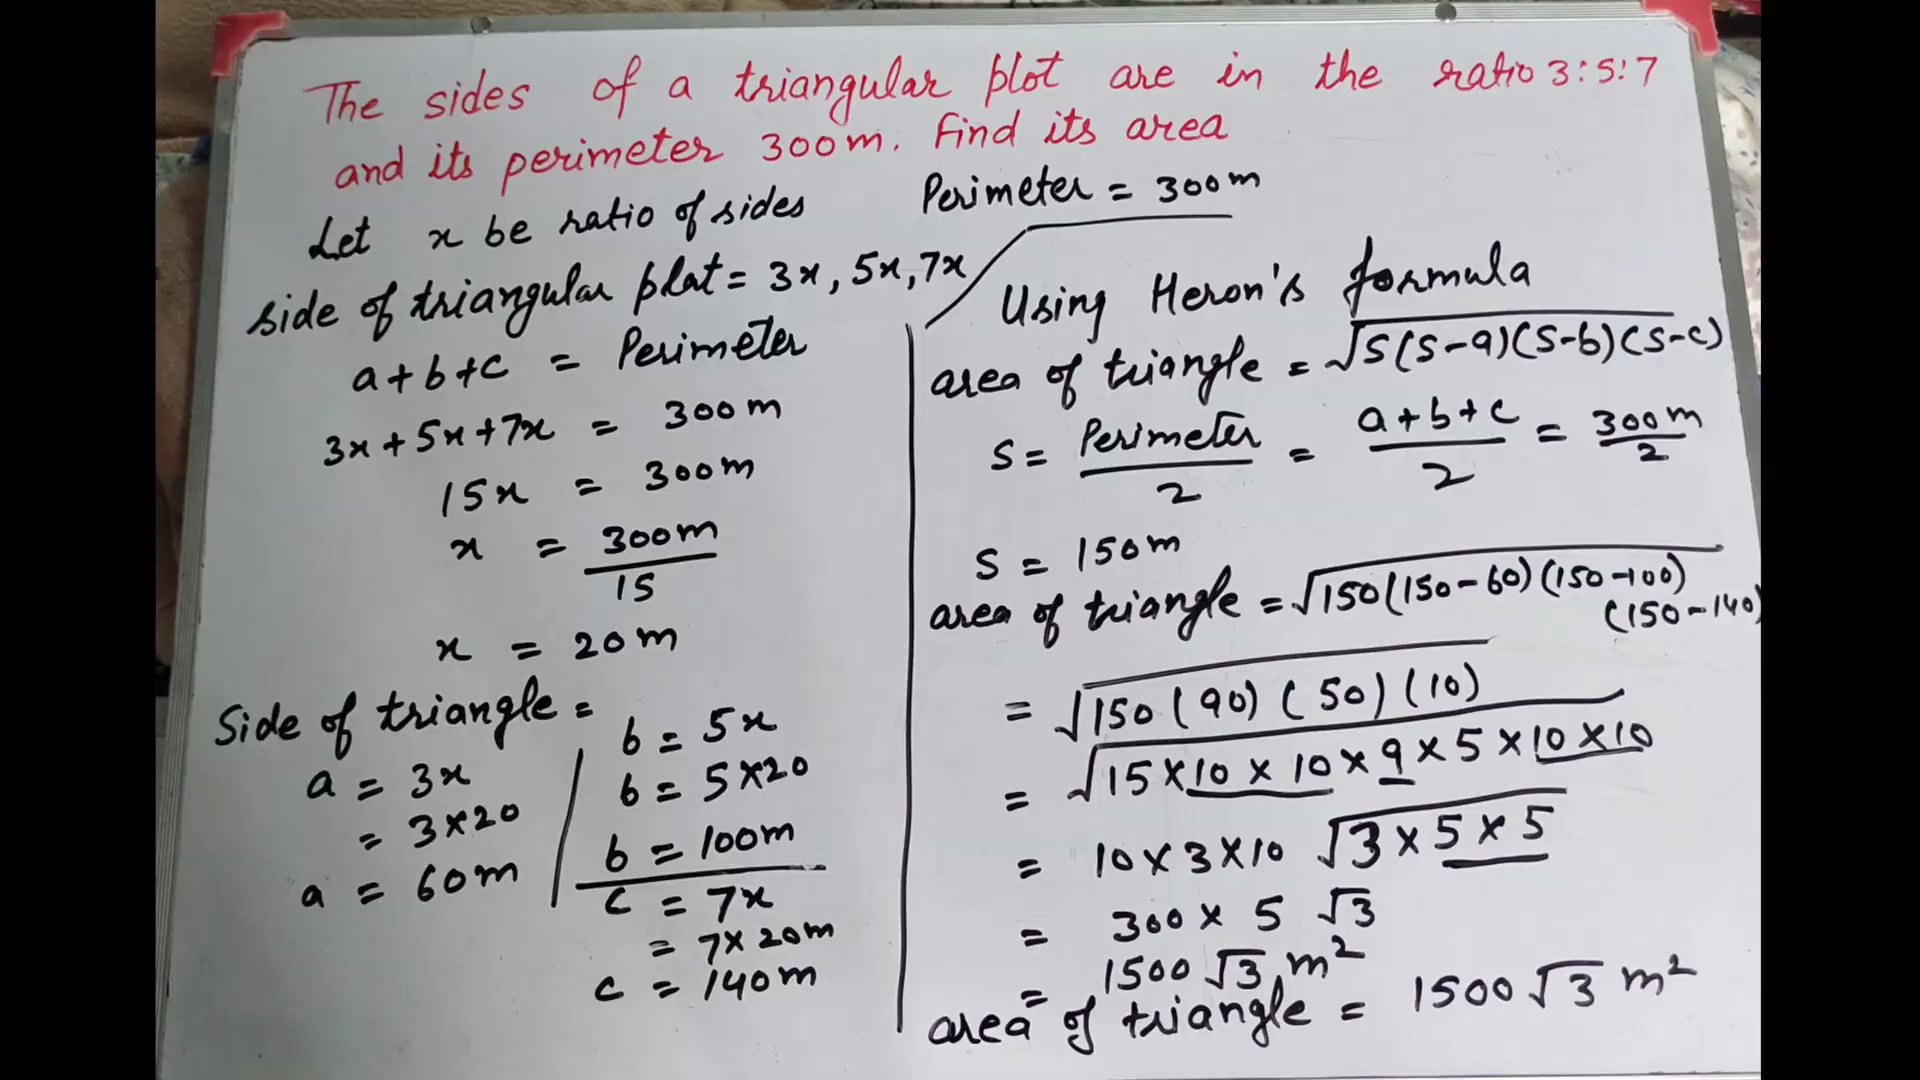 The sides of a triangular plot are in the ratio 3:5:7
and its perimeter 300m. Find its area
Let x be ratio of sides
side of triangular plat = 3x, 5x, 7x
a+b+c = Perimeter
3x+5x+7x = 300m
15x = 300m
x = 300m/15
x = 20m
Side of triangle =
a = 3x
= 3×20
a = 60m
b = 5x
b = 5×20
b = 100m
c = 7x
= 7×20m
c = 140m
Perimeter = 300m
Using Heron's formula
area of triangle = √S(S-a)(S-b)(S-c)
S = Perimeter/2 = a+b+c/2 = 300m/2
S = 150m
area of triangle = √150(150-60)(150-100)
(150-140)
= √150(90)(50)(10)
= √15×10×10×9×5×10×10
= 10×3×10 √3×5×5
= 300×5 √3
= 1500√3 m²
area of triangle = 1500√3 m²